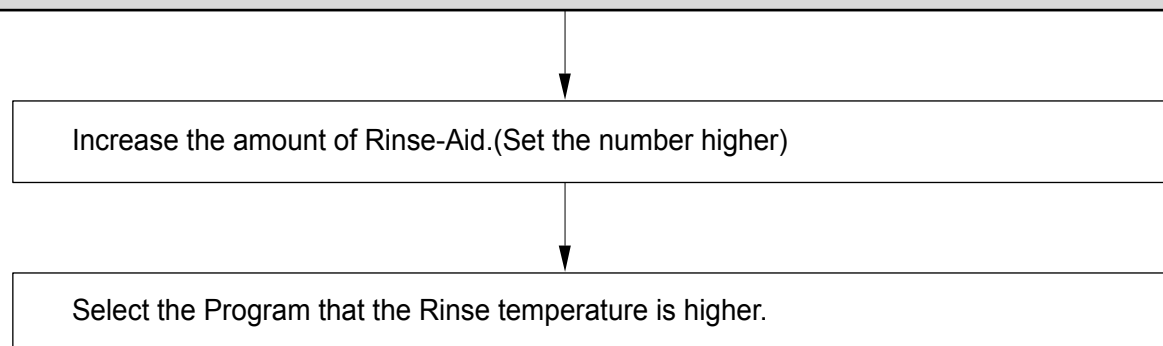 Increase the amount of Rinse-Aid.(Set the number higher)
Select the Program that the Rinse temperature is higher.